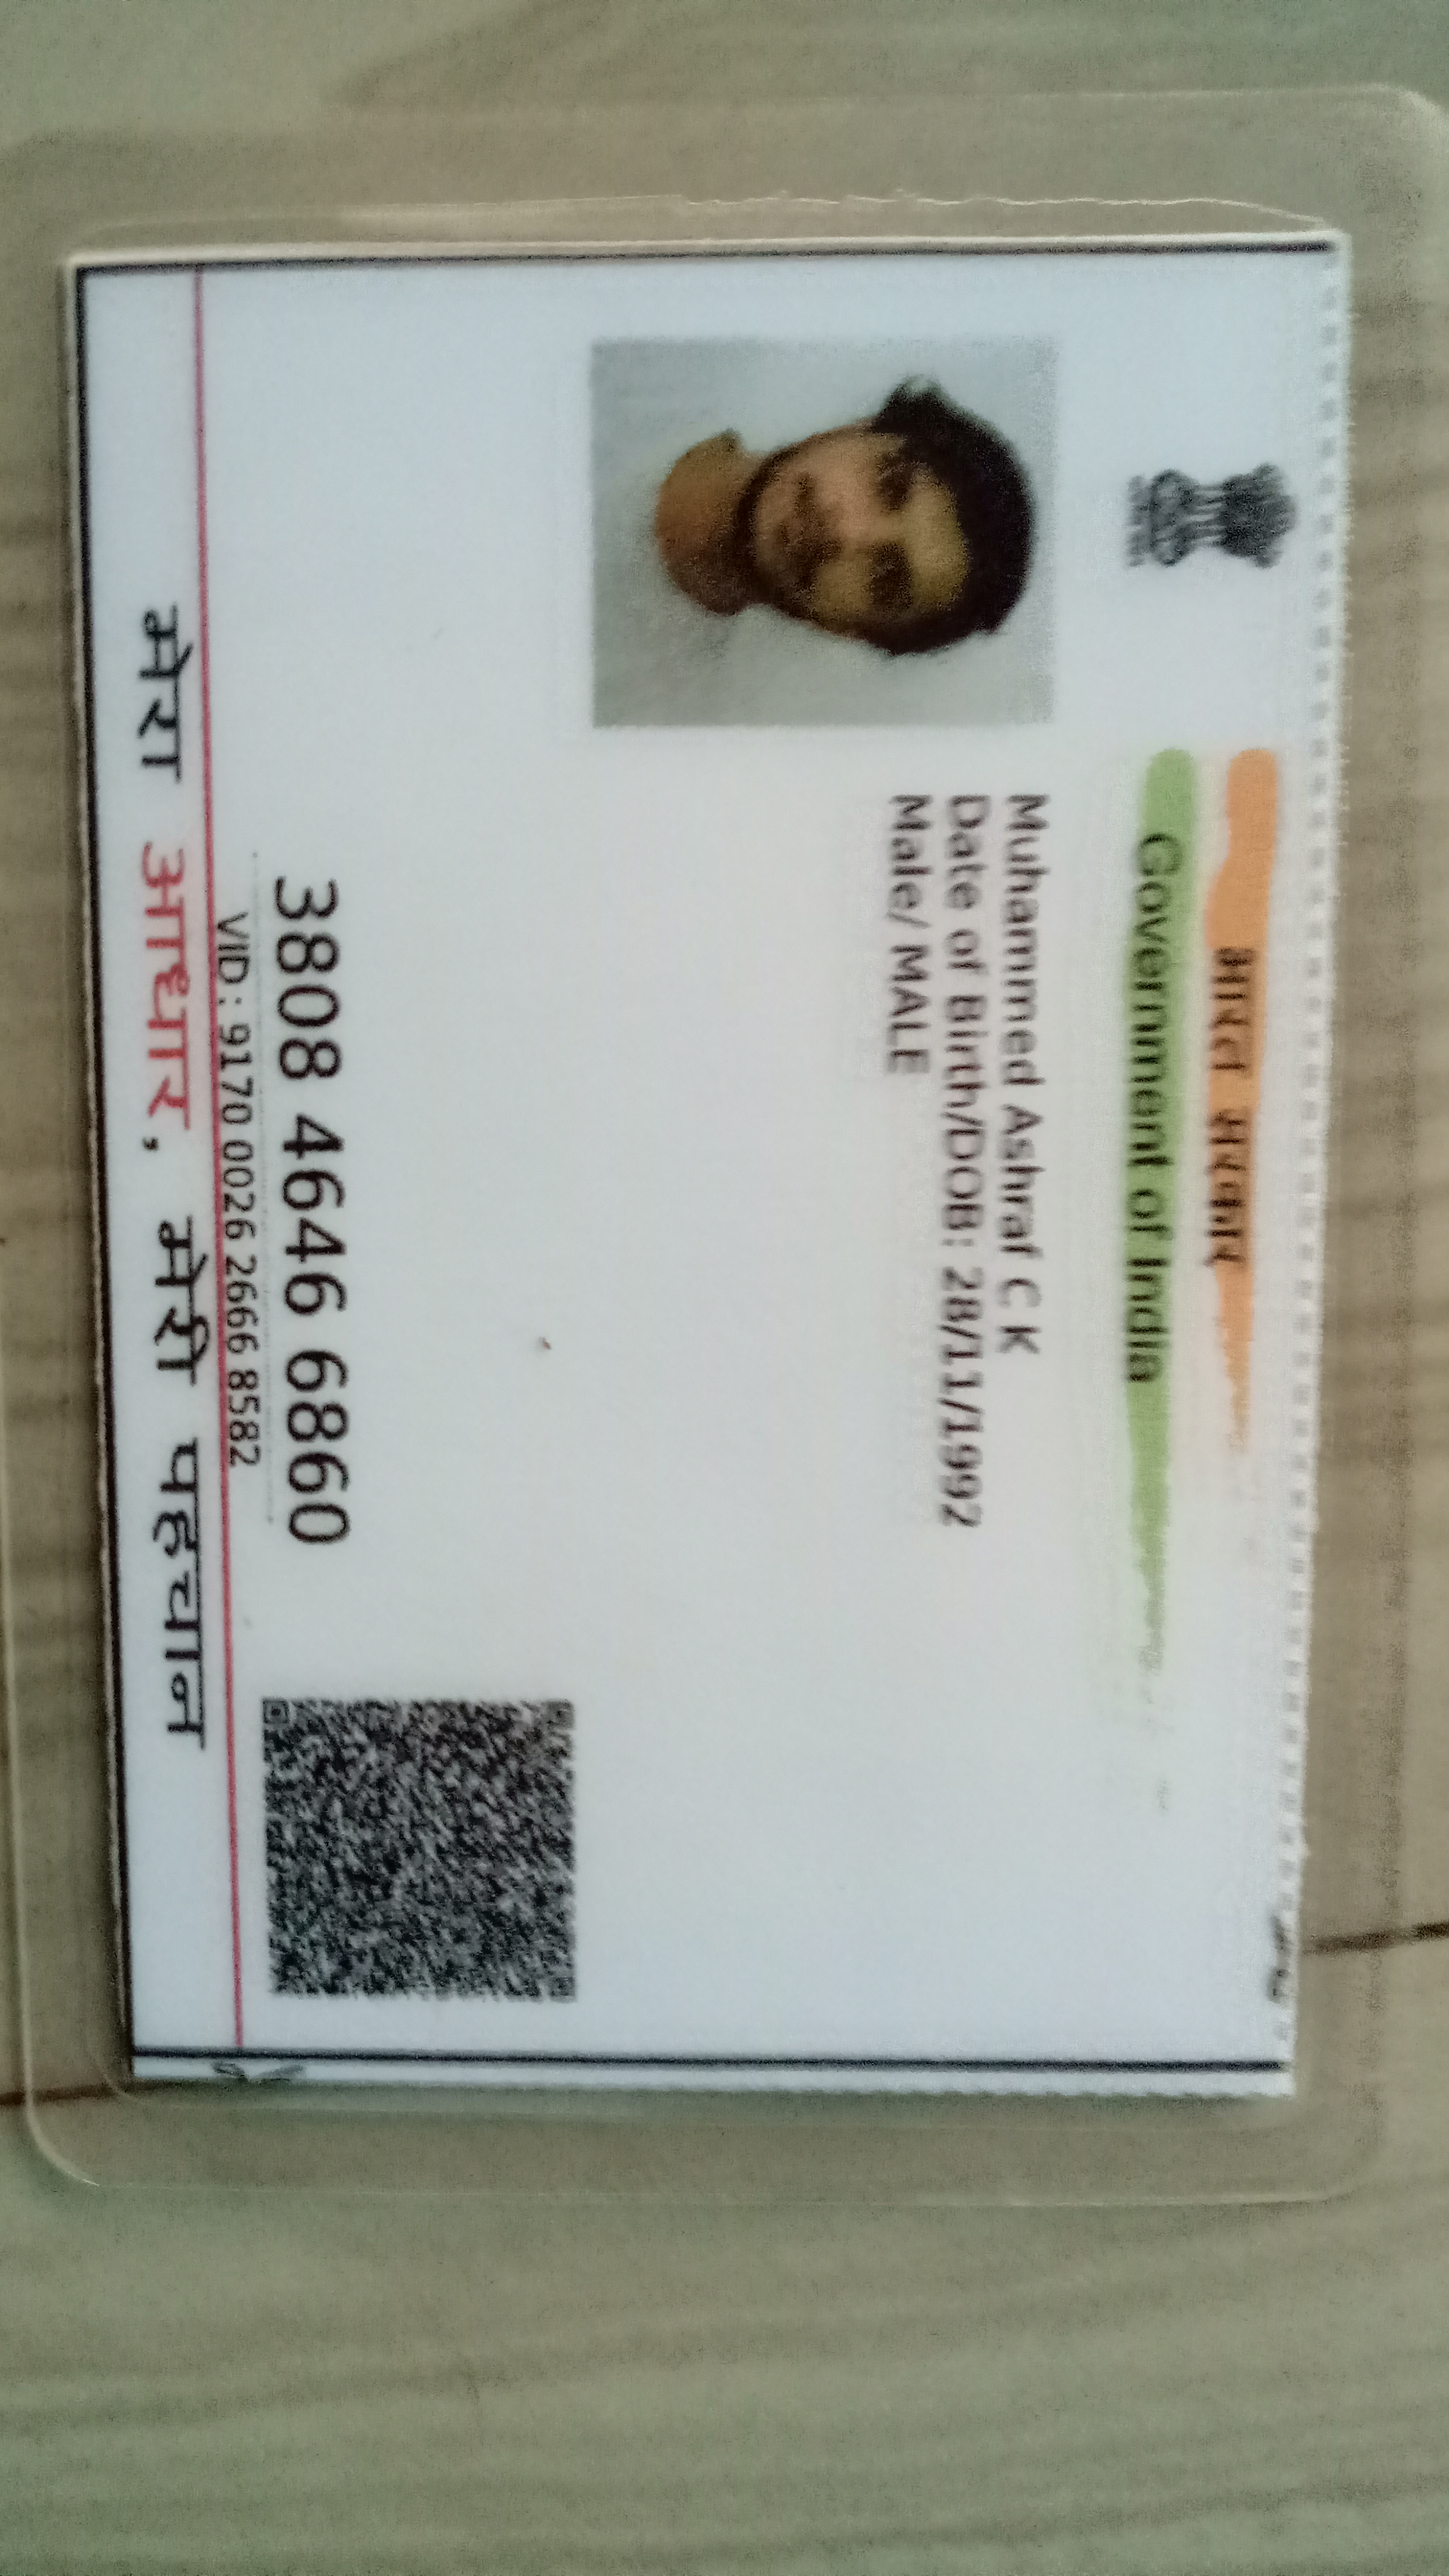 भारत सरकार
Government of India
Muhammed Ashraf C K
Date of Birth/DOB: 28/11/1992
Male/ MALE
3808 4646 6860
VID : 9170 0026 2666 8582
मेरा आधार, मेरी पहचान